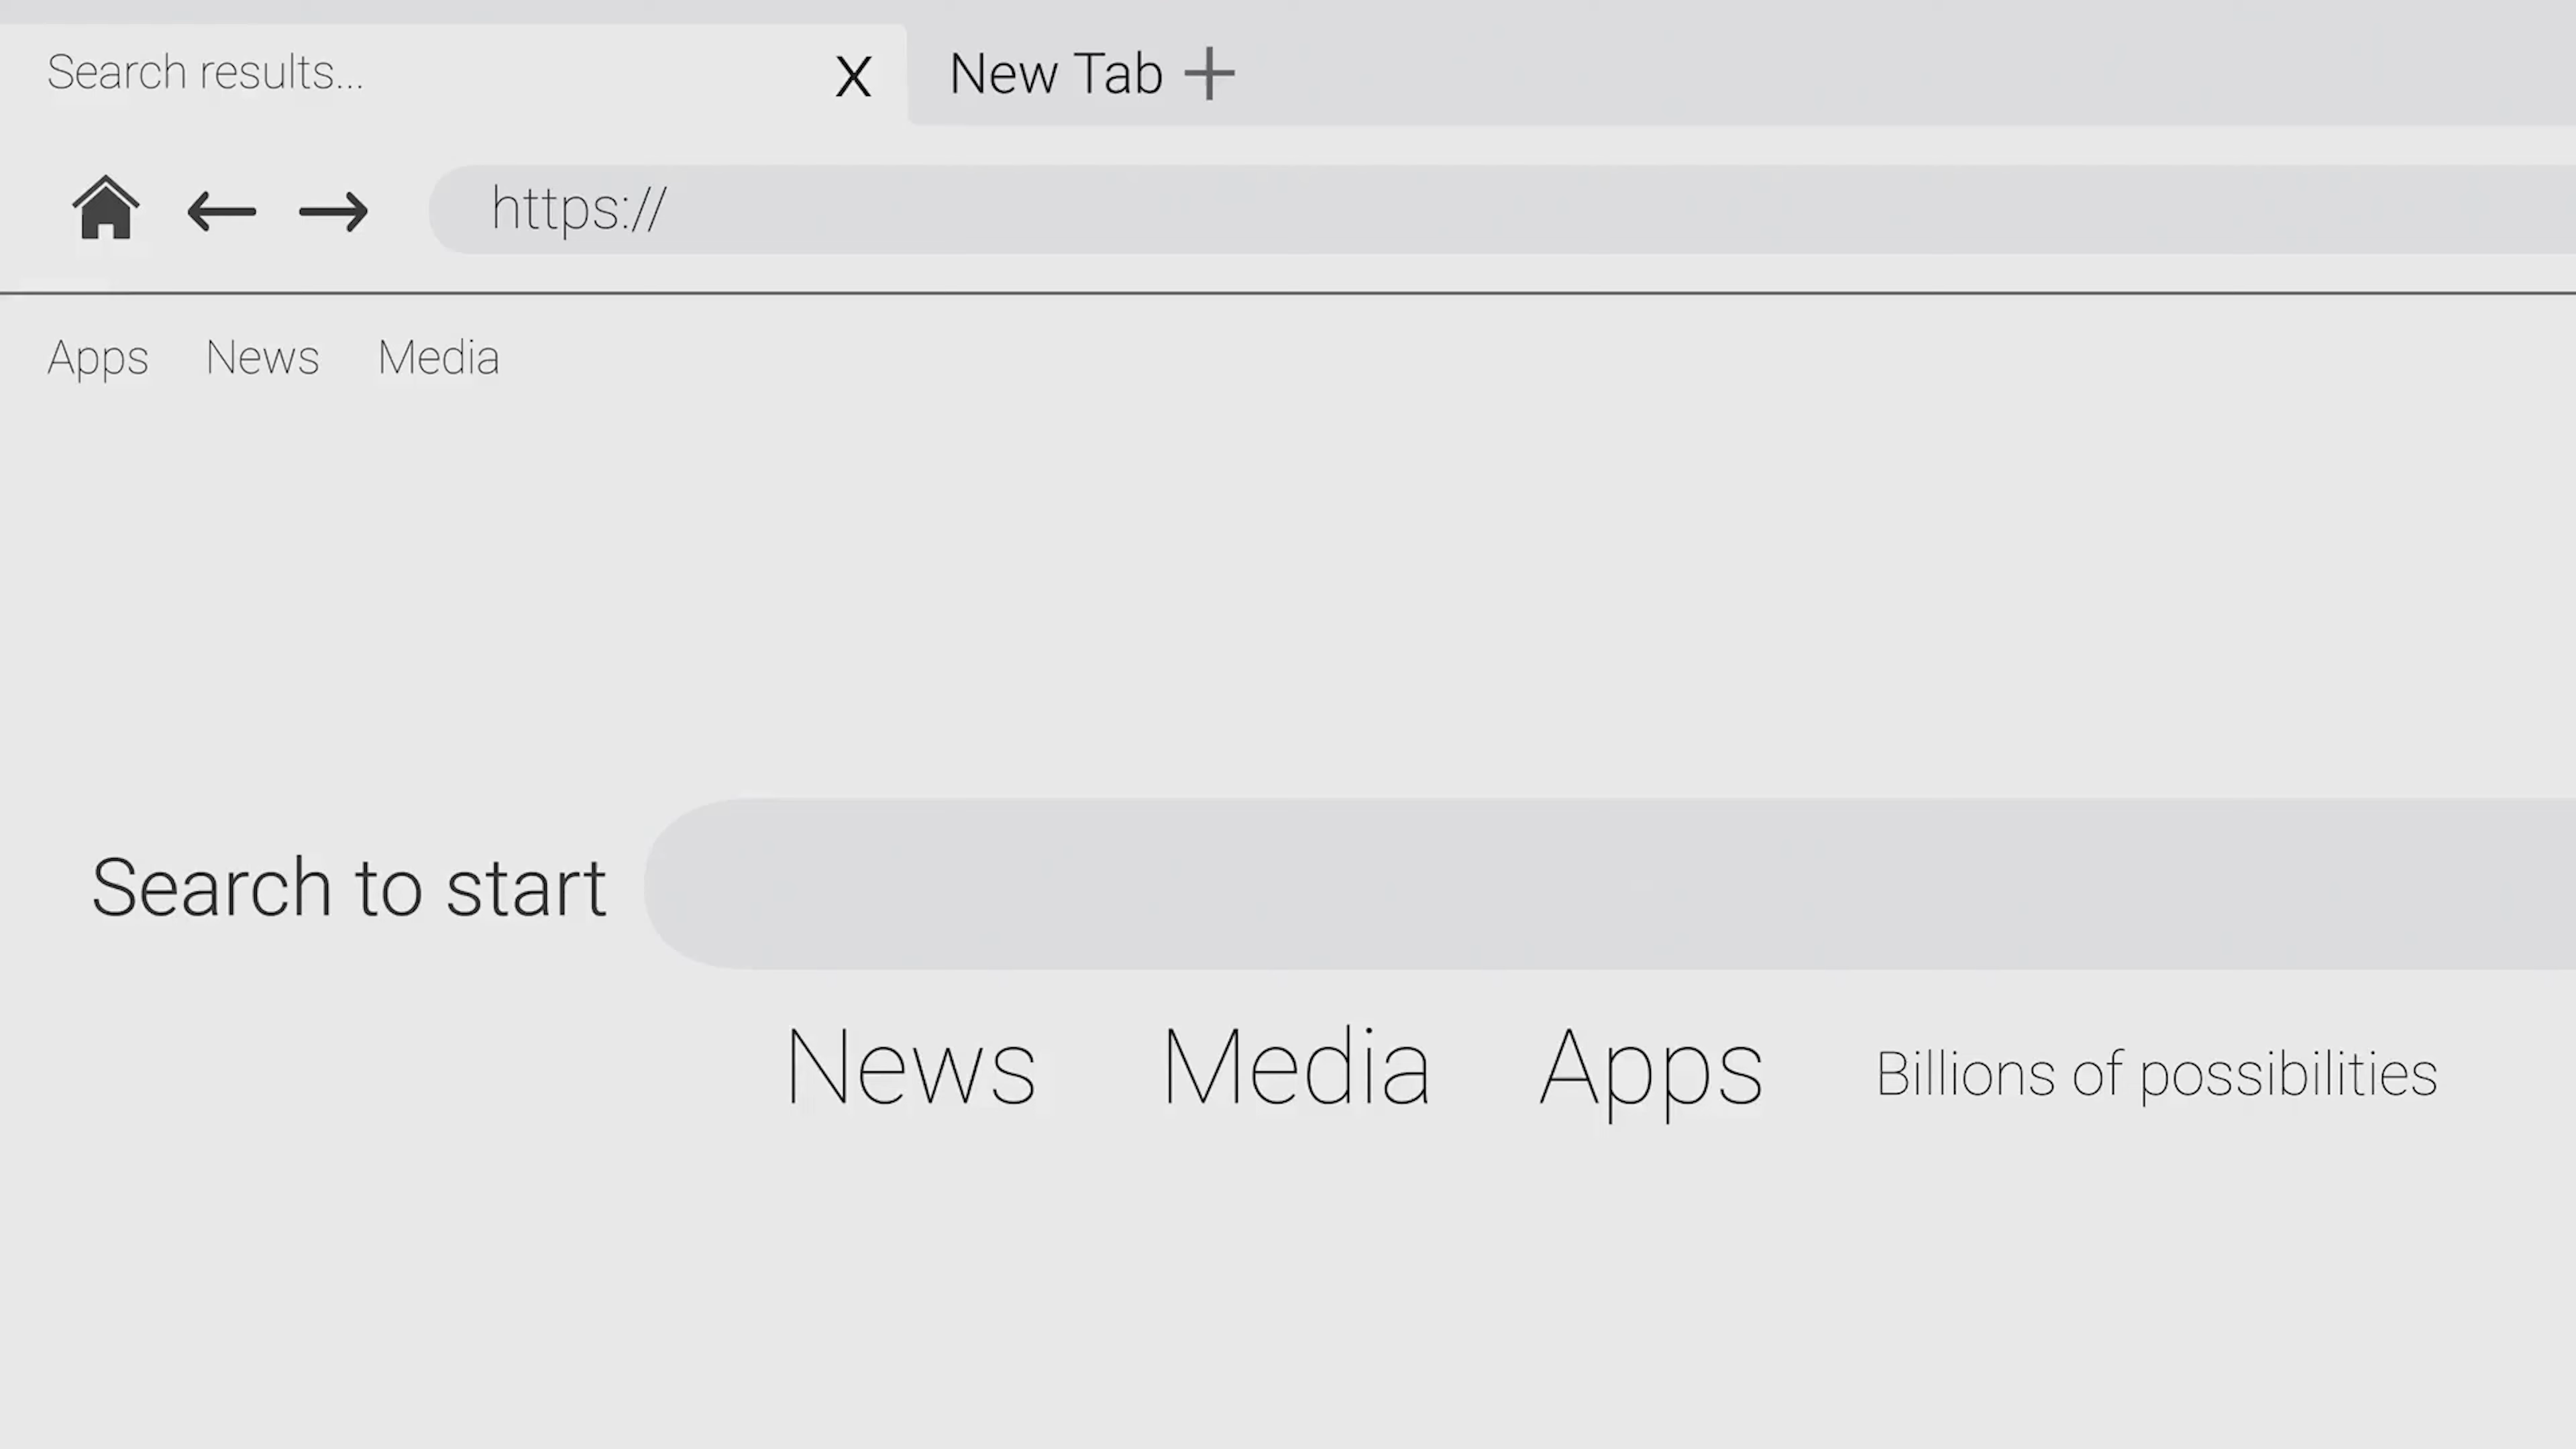 Search results... X New Tab +
https://
Apps News Media
Search to start
News Media Apps Billions of possibilities